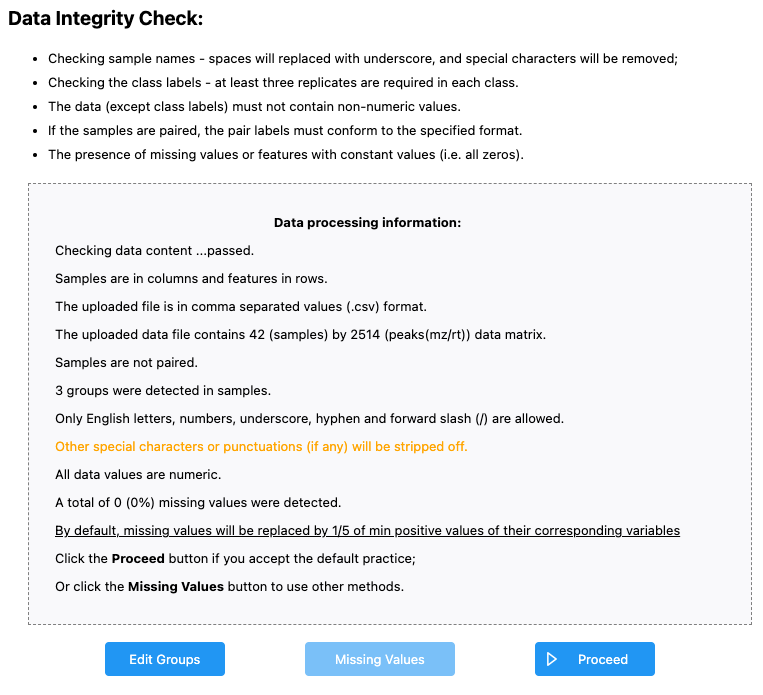 Data Integrity Check:
Checking sample names - spaces will replaced with underscore, and special characters will be removed;
Checking the class labels - at least three replicates are required in each class.
The data (except class labels) must not contain non-numeric values.
If the samples are paired, the pair labels must conform to the specified format.
The presence of missing values or features with constant values (i.e. all zeros).
Data processing information:
Checking data content ...passed.
Samples are in columns and features in rows.
The uploaded file is in comma separated values (.csv) format.
The uploaded data file contains 42 (samples) by 2514 (peaks(mz/rt)) data matrix.
Samples are not paired.
3 groups were detected in samples.
Only English letters, numbers, underscore, hyphen and forward slash (/) are allowed.
Other special characters or punctuations (if any) will be stripped off.
All data values are numeric.
A total of 0 (0%) missing values were detected.
By default, missing values will be replaced by 1/5 of min positive values of their corresponding variables
Click the Proceed button if you accept the default practice;
Or click the Missing Values button to use other methods.
Edit Groups
Missing Values
Proceed